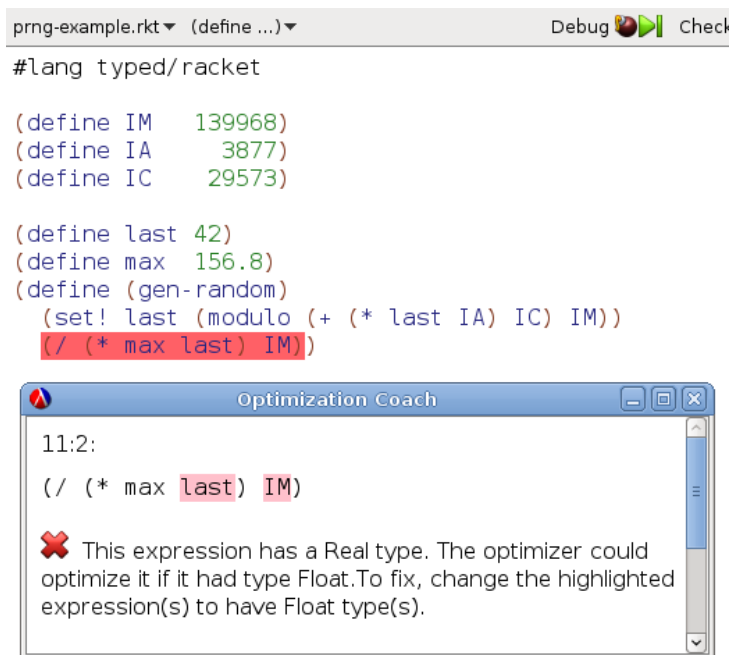 prng-example.rkt▼ (define ...)▼ Debug Check
#lang typed/racket
(define IM 139968)
(define IA 3877)
(define IC 29573)
(define last 42)
(define max 156.8)
(define (gen-random)
(set! last (modulo (+ (* last IA) IC) IM))
(/ (* max last) IM))
Optimization Coach
11:2:
(/ (* max last) IM)
This expression has a Real type. The optimizer could
optimize it if it had type Float.To fix, change the highlighted
expression(s) to have Float type(s).